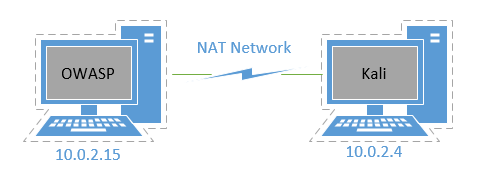 NAT Network
OWASP
Kali
10.0.2.15
10.0.2.4